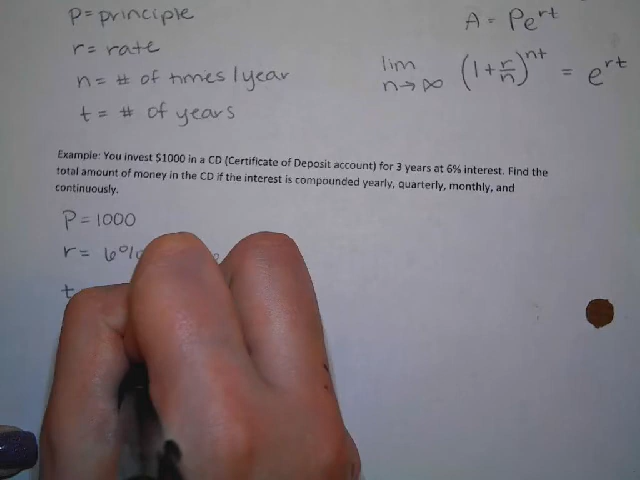 P = principle
r = rate
n = # of times / year
t = # of years
A = Pe^rt
lim n→∞ (1 + r/n)^nt = e^rt
Example: You invest $1000 in a CD (Certificate of Deposit account) for 3 years at 6% interest. Find the
total amount of money in the CD if the interest is compounded yearly, quarterly, monthly, and
continuously.
P = 1000
r = 6%
t